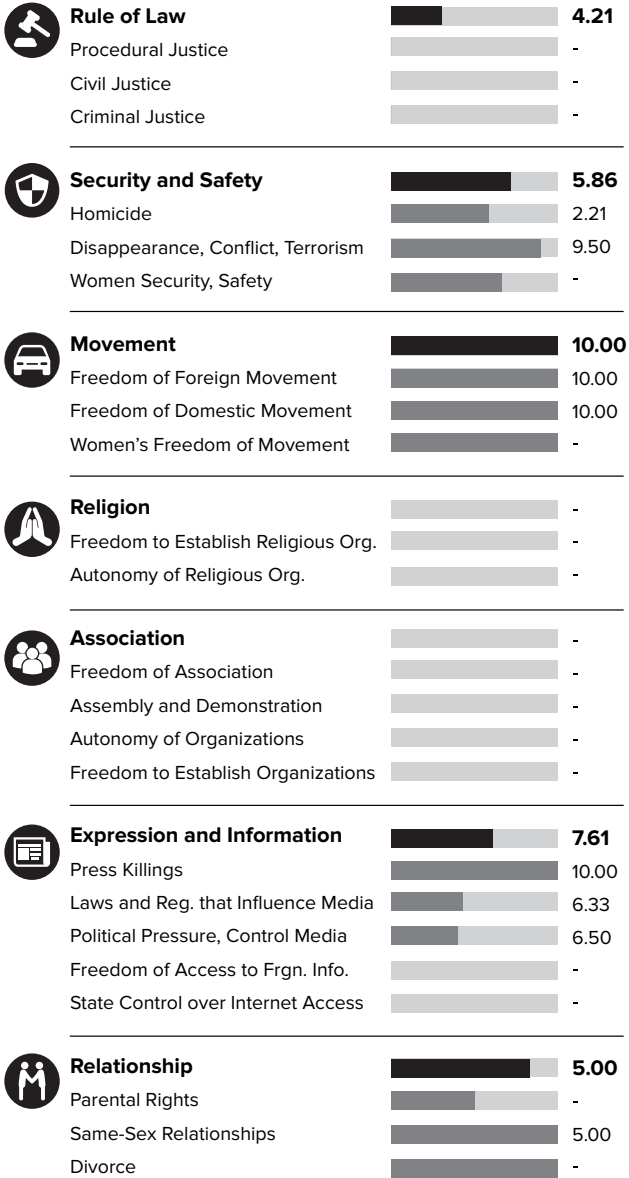 Rule of Law 4.21
Procedural Justice -
Civil Justice -
Criminal Justice -
Security and Safety 5.86
Homicide 2.21
Disappearance, Conflict, Terrorism 9.50
Women Security, Safety -
Movement 10.00
Freedom of Foreign Movement 10.00
Freedom of Domestic Movement 10.00
Women's Freedom of Movement -
Religion -
Freedom to Establish Religious Org. -
Autonomy of Religious Org. -
Association -
Freedom of Association -
Assembly and Demonstration -
Autonomy of Organizations -
Freedom to Establish Organizations -
Expression and Information 7.61
Press Killings 10.00
Laws and Reg. that Influence Media 6.33
Political Pressure, Control Media 6.50
Freedom of Access to Frgn. Info. -
State Control over Internet Access -
Relationship 5.00
Parental Rights -
Same-Sex Relationships 5.00
Divorce -